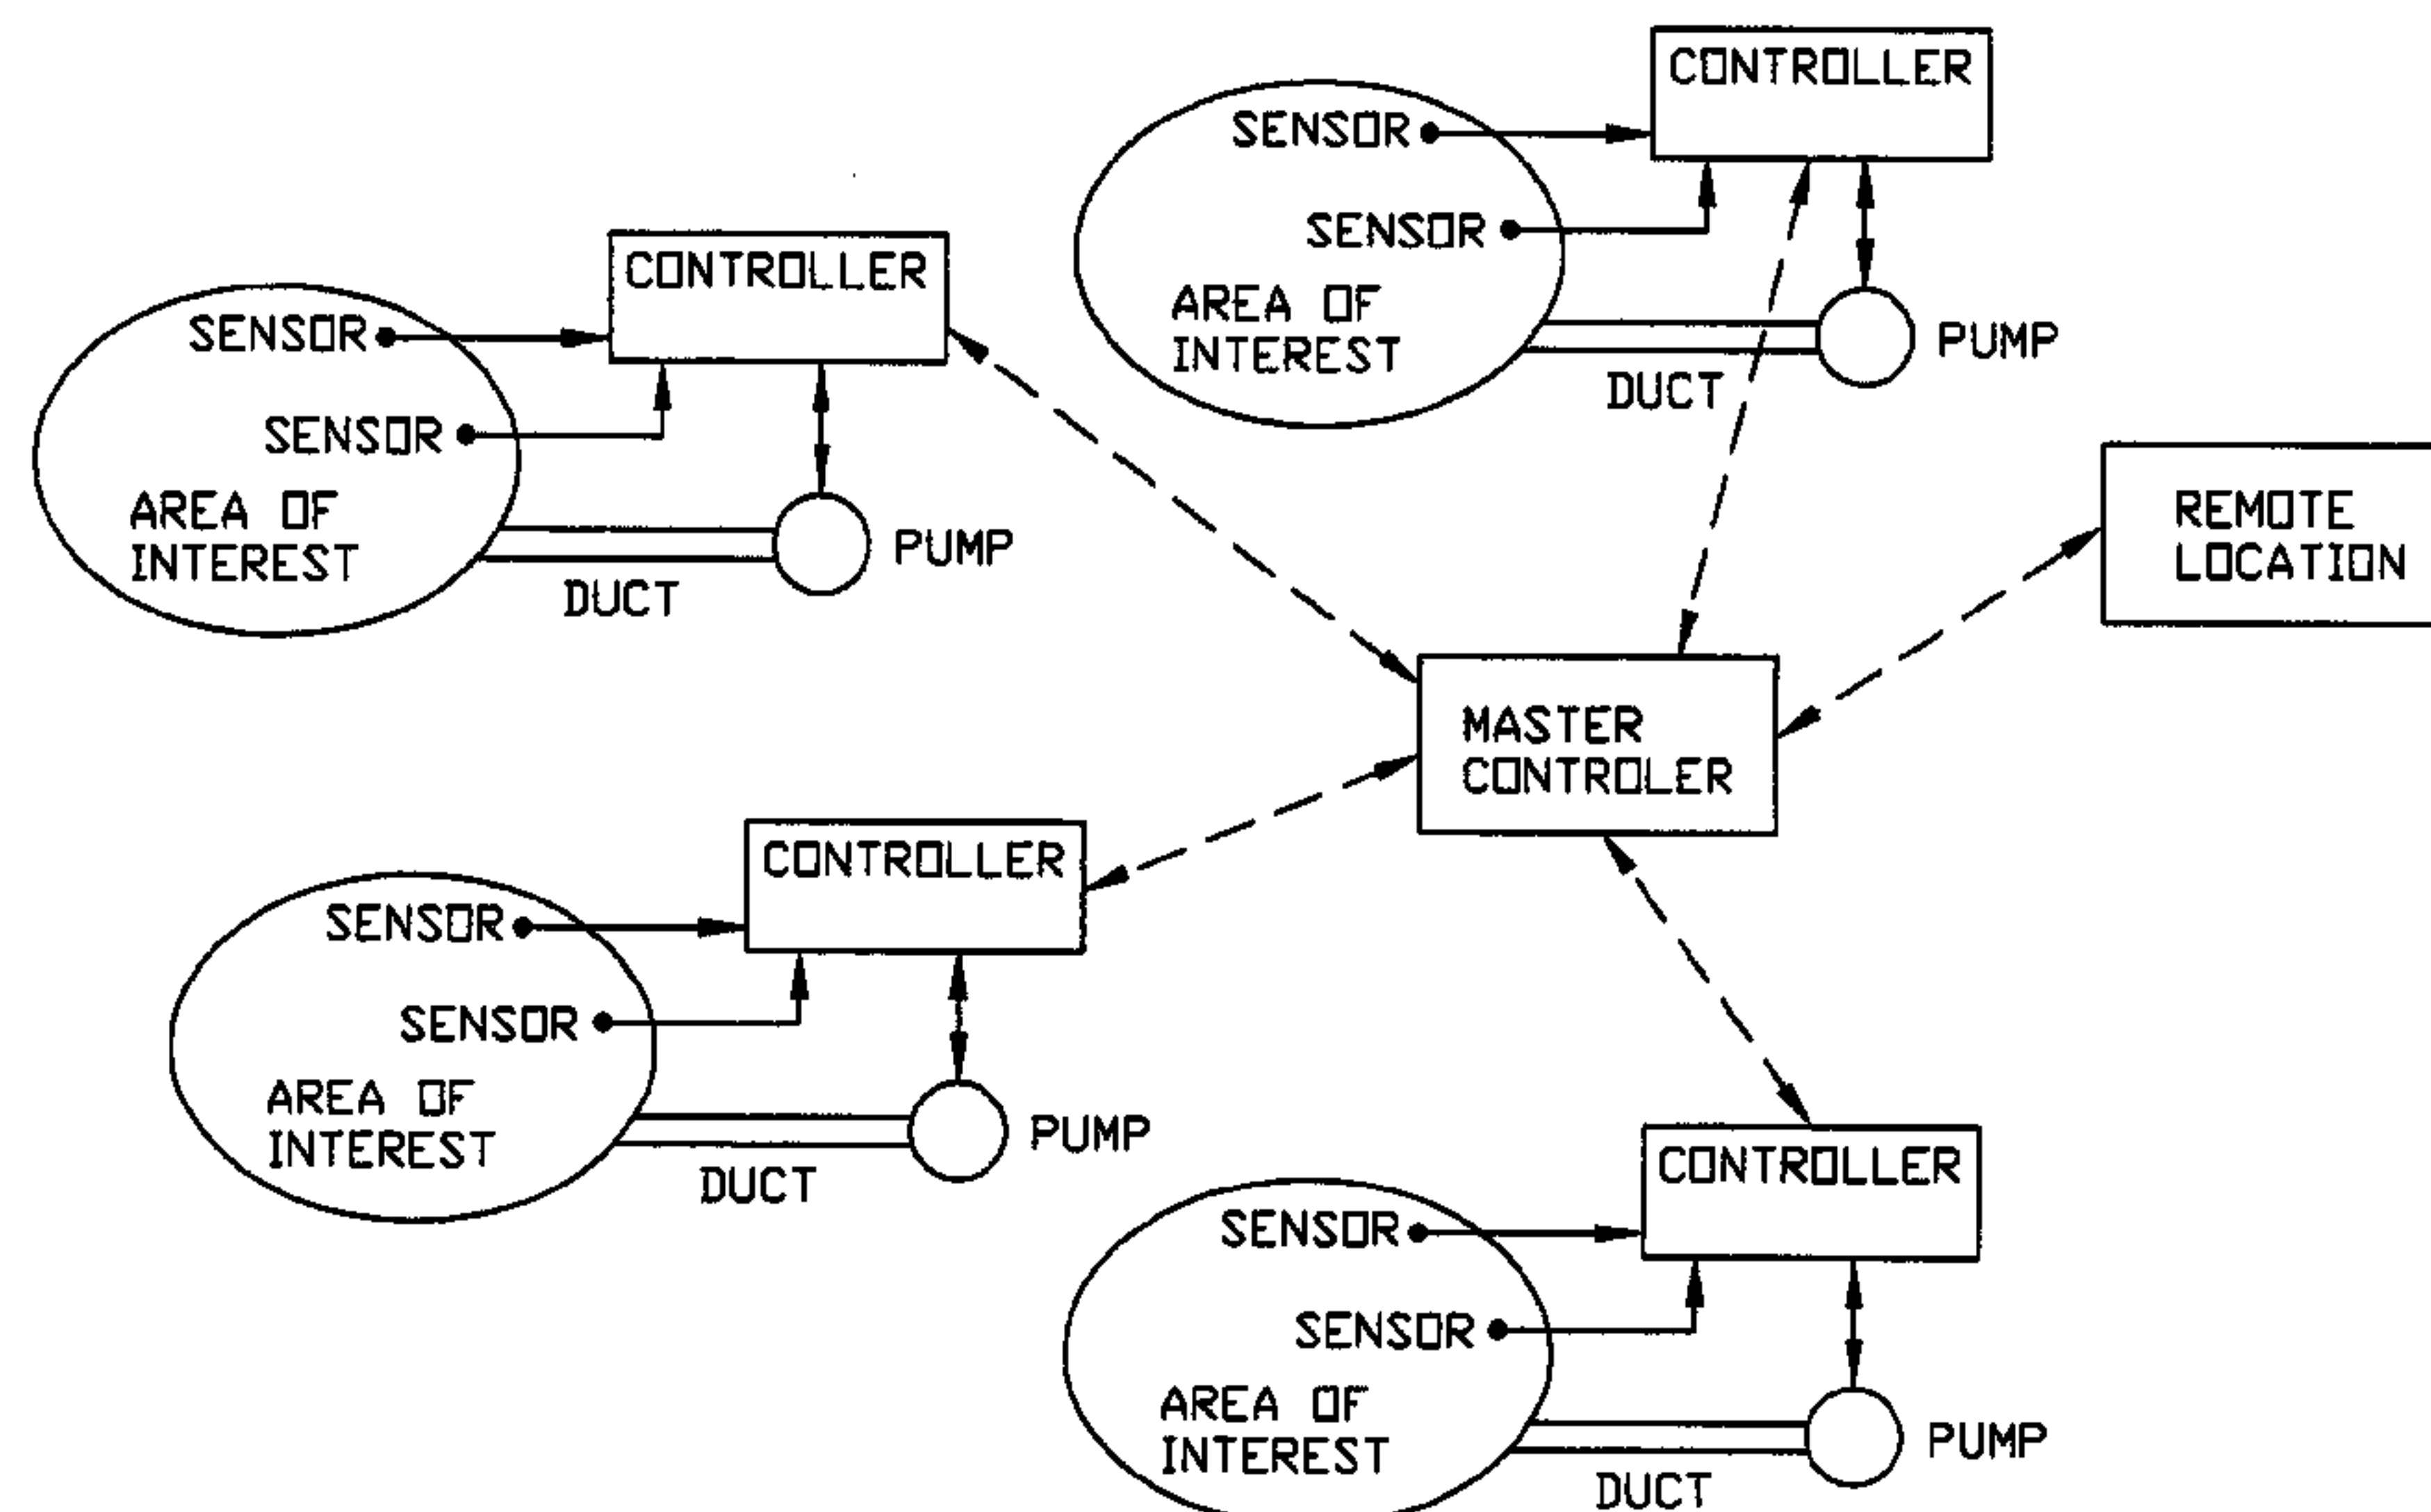 CONTROLLER
SENSOR
SENSOR
AREA OF
INTEREST
DUCT
PUMP
CONTROLLER
SENSOR
SENSOR
AREA OF
INTEREST
DUCT
PUMP
REMOTE
LOCATION
MASTER
CONTROLER
CONTROLLER
SENSOR
SENSOR
AREA OF
INTEREST
DUCT
PUMP
CONTROLLER
SENSOR
SENSOR
AREA OF
INTEREST
DUCT
PUMP